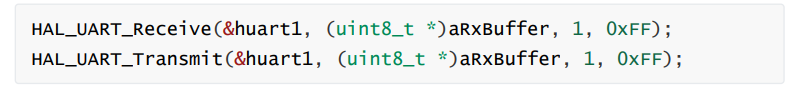 HAL_UART_Receive(&huart1, (uint8_t *)aRxBuffer, 1, 0xFF);
HAL_UART_Transmit(&huart1, (uint8_t *)aRxBuffer, 1, 0xFF);